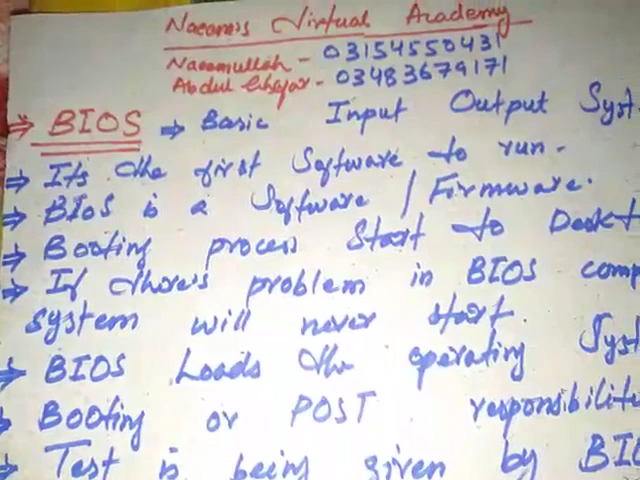 Naeem's Virtual Academy
Naeemullah - 03154550431
Abdul Ghafar - 03483679171
⇒ BIOS ⇒ Basic Input Output Syst
⇒ Its the first Software to run.
⇒ BIOS is a Software / Firmware.
⇒ Booting process Start to Deskt
⇒ If there's problem in BIOS comp
system will never start.
⇒ BIOS Loads the operating Syst
⇒ Booting or POST responsibilite
⇒ Test is being given by BIO